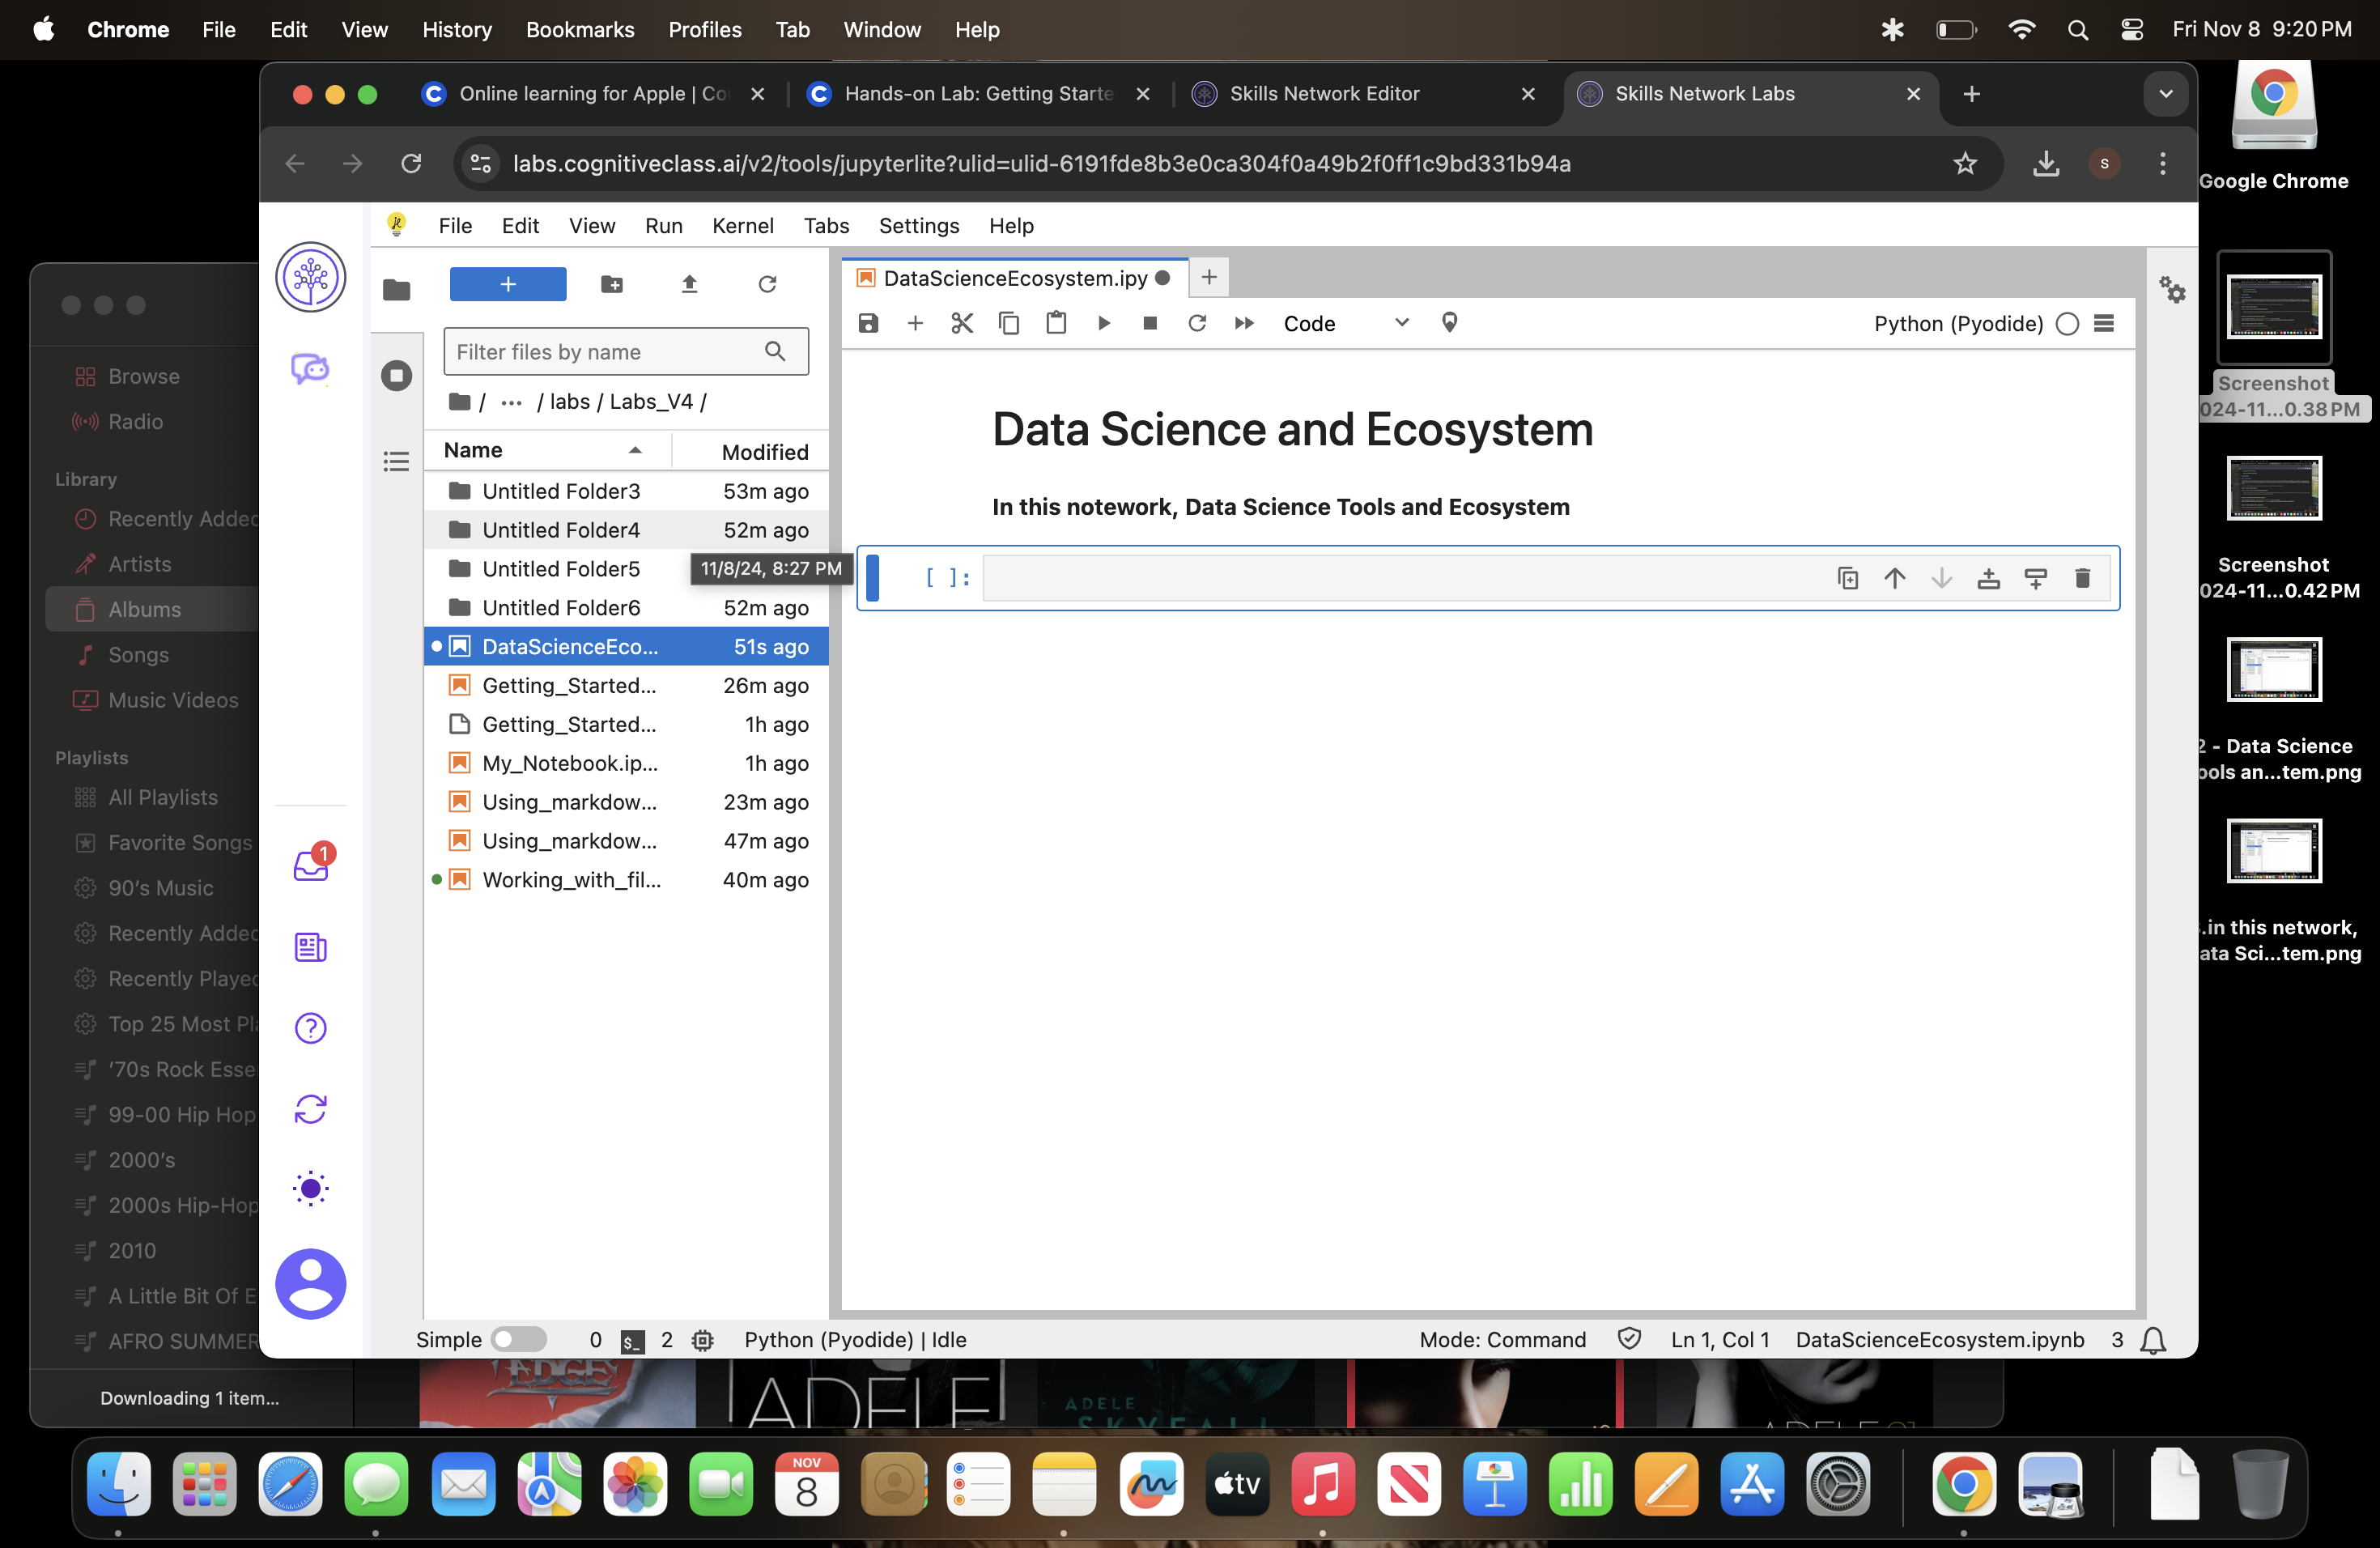 Chrome File Edit View History Bookmarks Profiles Tab Window Help Fri Nov 8 9:20 PM
Online learning for Apple | Co Hands-on Lab: Getting Starte Skills Network Editor Skills Network Labs
labs.cognitiveclass.ai/v2/tools/jupyterlite?ulid=ulid-6191fde8b3e0ca304f0a49b2f0ff1c9bd331b94a s
File Edit View Run Kernel Tabs Settings Help
DataScienceEcosystem.ipy
Filter files by name
Code Python (Pyodide)
/ ... / labs / Labs_V4 /
Name Modified
Untitled Folder3 53m ago
Untitled Folder4 52m ago
Untitled Folder5
11/8/24, 8:27 PM
Untitled Folder6 52m ago
DataScienceEco... 51s ago
Getting_Started... 26m ago
Getting_Started... 1h ago
My_Notebook.ip... 1h ago
Using_markdow... 23m ago
Using_markdow... 47m ago
Working_with_fil... 40m ago
Data Science and Ecosystem
In this notework, Data Science Tools and Ecosystem
[ ]:
1
Simple 0 $_ 2 Python (Pyodide) | Idle Mode: Command Ln 1, Col 1 DataScienceEcosystem.ipynb 3
Browse
Radio
Library
Recently Added
Artists
Albums
Songs
Music Videos
Playlists
All Playlists
Favorite Songs
90's Music
Recently Added
Recently Played
Top 25 Most Pla
'70s Rock Esse
99-00 Hip Hop
2000's
2000s Hip-Hop
2010
A Little Bit Of E
AFRO SUMMER
Downloading 1 item...
EDGES
ADELE
ADELE
SKYFALL
ADELE 21
Google Chrome
Screenshot
024-11...0.38 PM
Screenshot
024-11...0.42 PM
2 - Data Science
ools an...tem.png
.in this network,
ata Sci...tem.png
NOV
8
tv